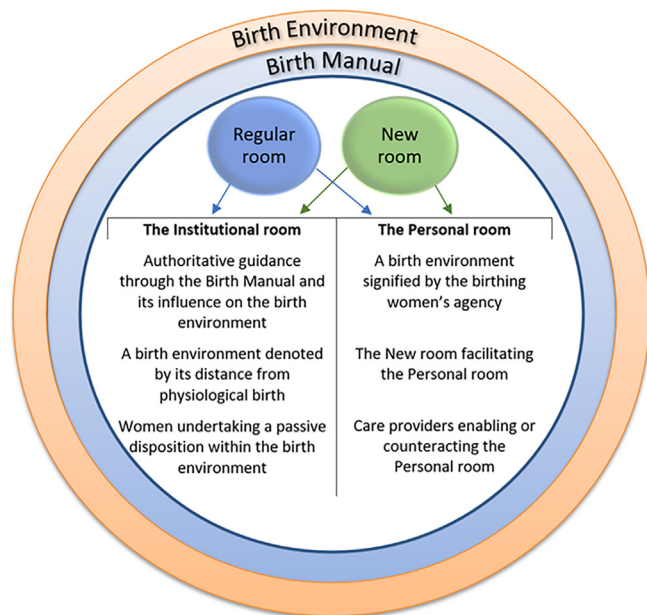 Birth Environment
Birth Manual
Regular
room
New
room
The Institutional room
Authoritative guidance
through the Birth Manual and
its influence on the birth
environment
A birth environment denoted
by its distance from
physiological birth
Women undertaking a passive
disposition within the birth
environment
The Personal room
A birth environment
signified by the birthing
women’s agency
The New room facilitating
the Personal room
Care providers enabling or
counteracting the
Personal room